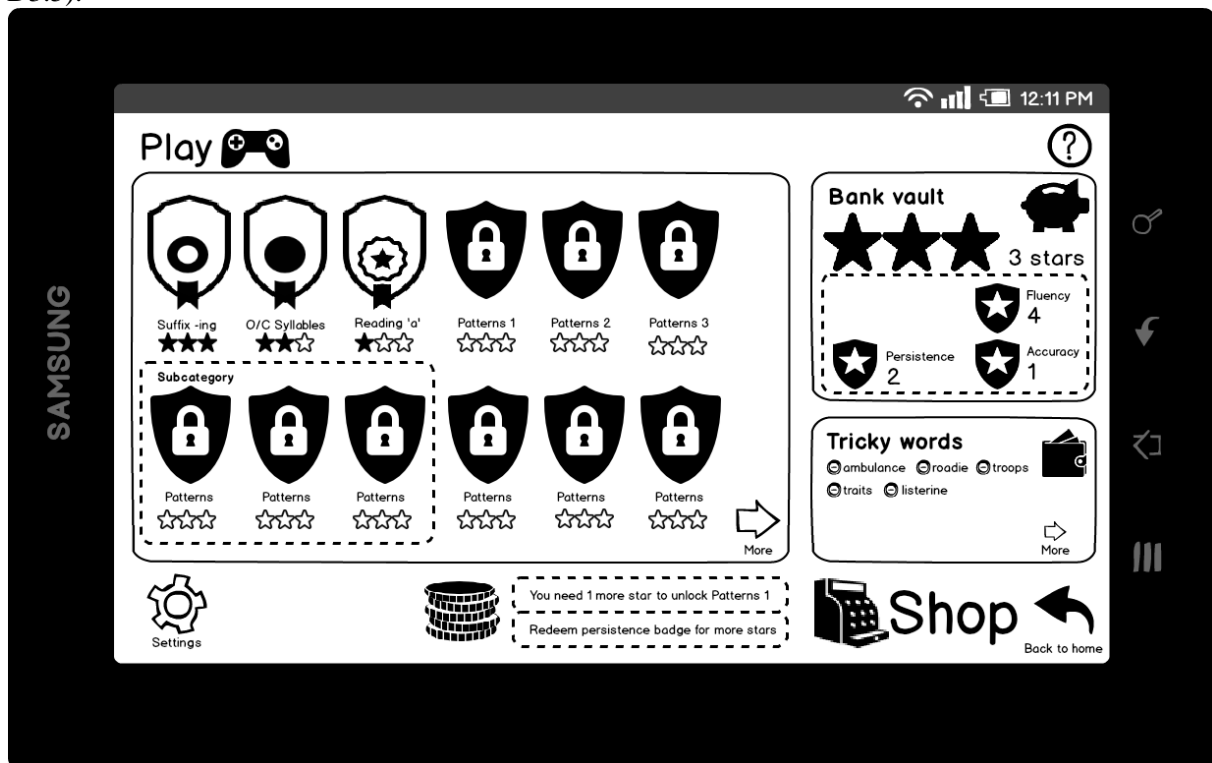 SAMSUNG
12:11 PM
Play
?
Suffix -ing
O/C Syllables
Reading 'a'
Patterns 1
Patterns 2
Patterns 3
Subcategory
Patterns
Patterns
Patterns
Patterns
Patterns
Patterns
More
Bank vault
3 stars
Fluency
4
Persistence
2
Accuracy
1
Tricky words
ambulance roadie troops
traits listerine
More
Settings
You need 1 more star to unlock Patterns 1
Redeem persistence badge for more stars
Shop
Back to home